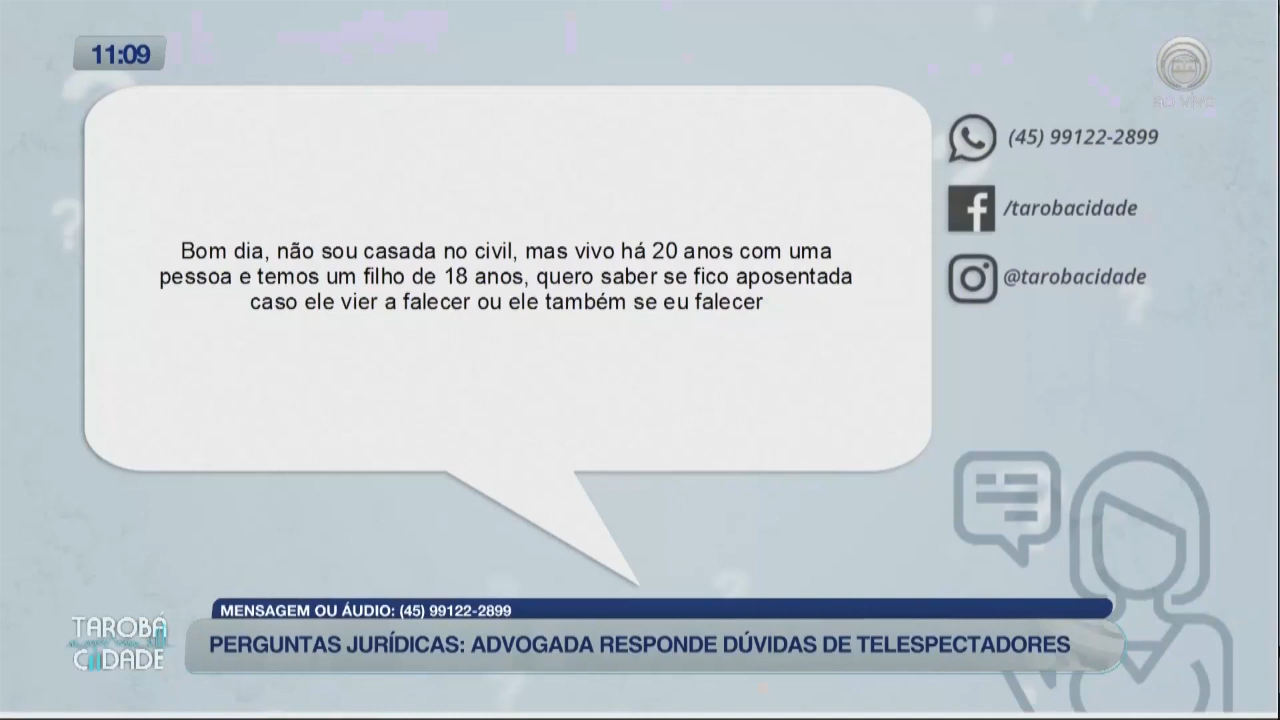 11:09
AO VIVO
(45) 99122-2899
/tarobacidade
@tarobacidade
Bom dia, não sou casada no civil, mas vivo há 20 anos com uma
pessoa e temos um filho de 18 anos, quero saber se fico aposentada
caso ele vier a falecer ou ele também se eu falecer
MENSAGEM OU ÁUDIO: (45) 99122-2899
TAROBÁ
CIDADE
PERGUNTAS JURÍDICAS: ADVOGADA RESPONDE DÚVIDAS DE TELESPECTADORES